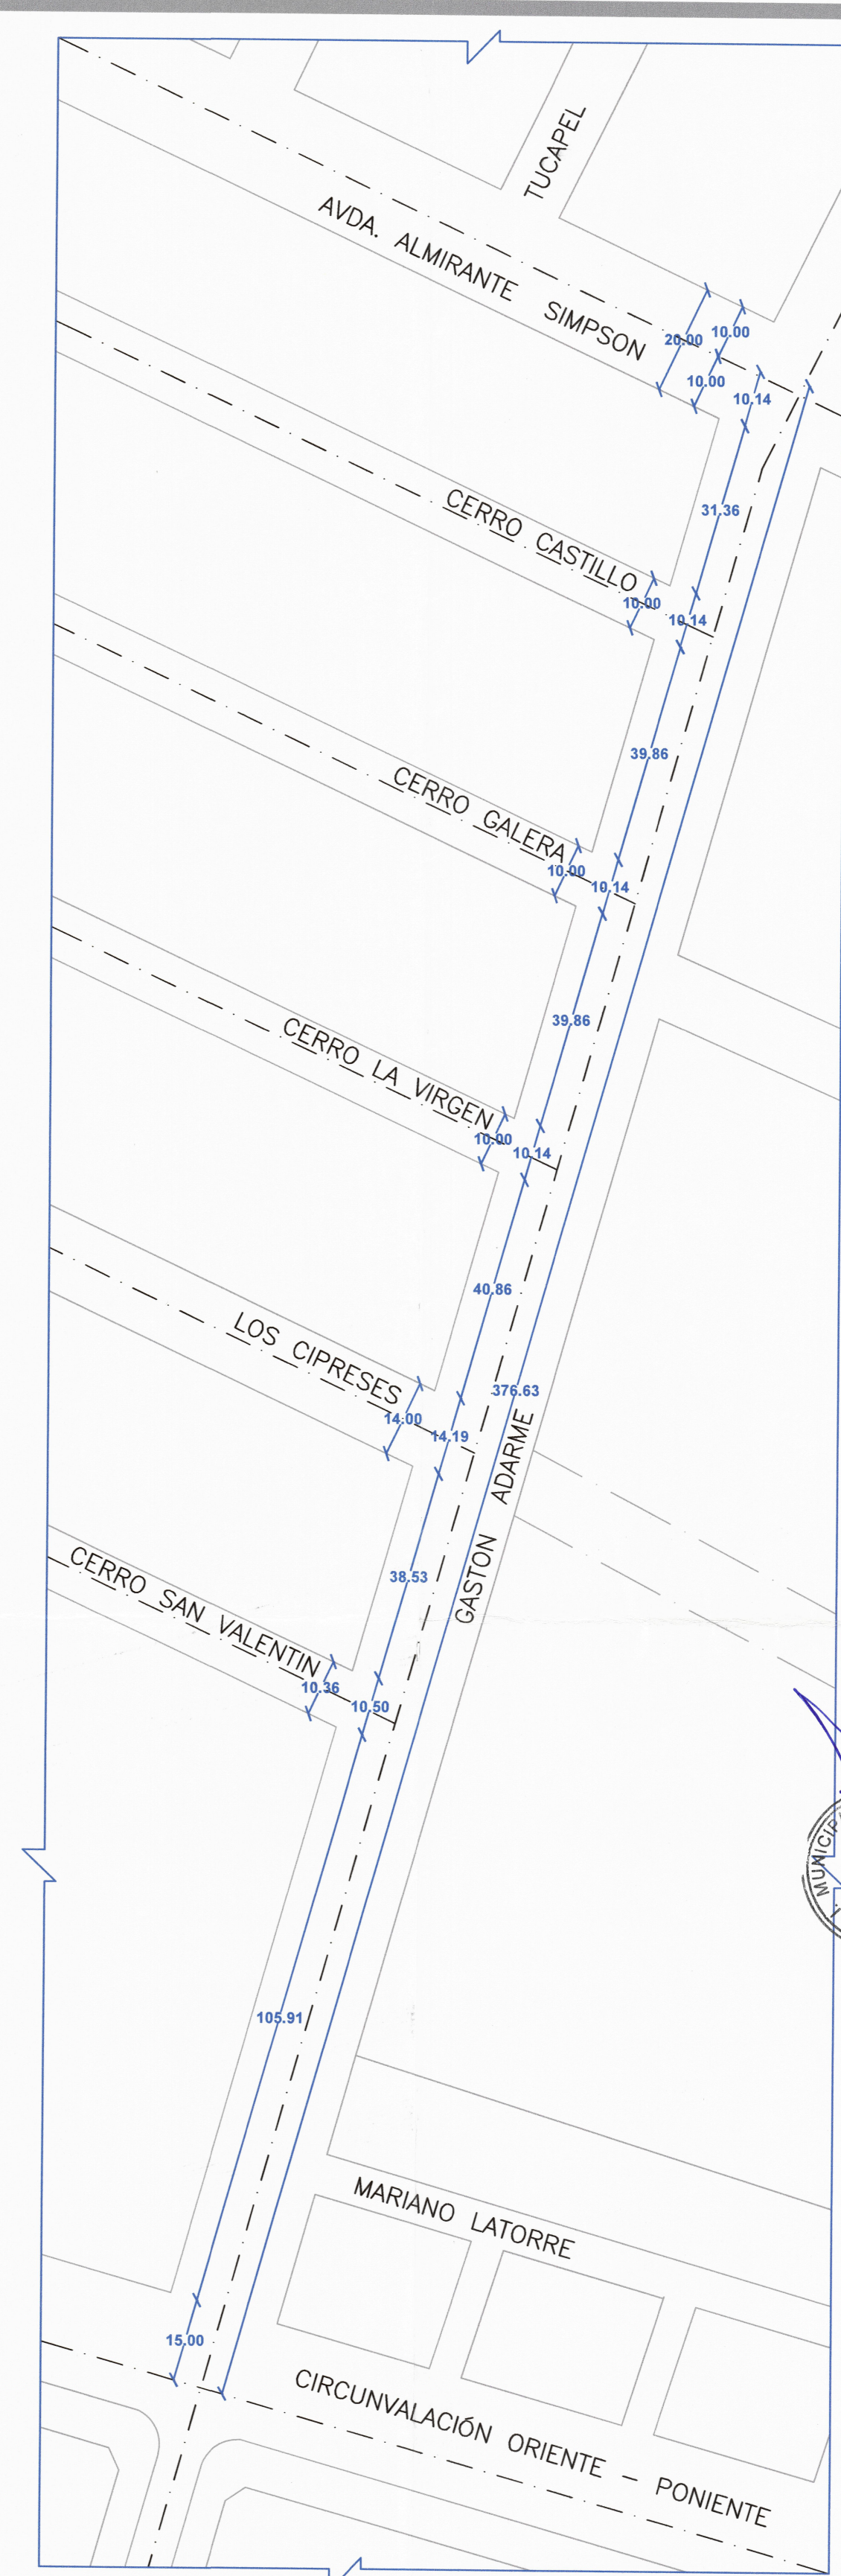 TUCAPEL
AVDA. ALMIRANTE SIMPSON
20.00
10.00
10.00
10.14
31.36
CERRO CASTILLO
10.00
10.14
39.86
CERRO GALERA
10.00
10.14
39.86
CERRO LA VIRGEN
10.00
10.14
40.86
LOS CIPRESES
14.00
14.19
376.63
GASTON ADARME
38.53
CERRO SAN VALENTIN
10.36
10.50
105.91
MARIANO LATORRE
15.00
CIRCUNVALACIÓN ORIENTE - PONIENTE